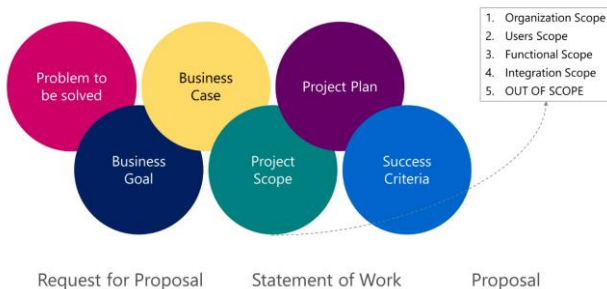 Problem to
be solved
Business
Goal
Business
Case
Project
Scope
Project Plan
Success
Criteria
1. Organization Scope
2. Users Scope
3. Functional Scope
4. Integration Scope
5. OUT OF SCOPE
Request for Proposal
Statement of Work
Proposal